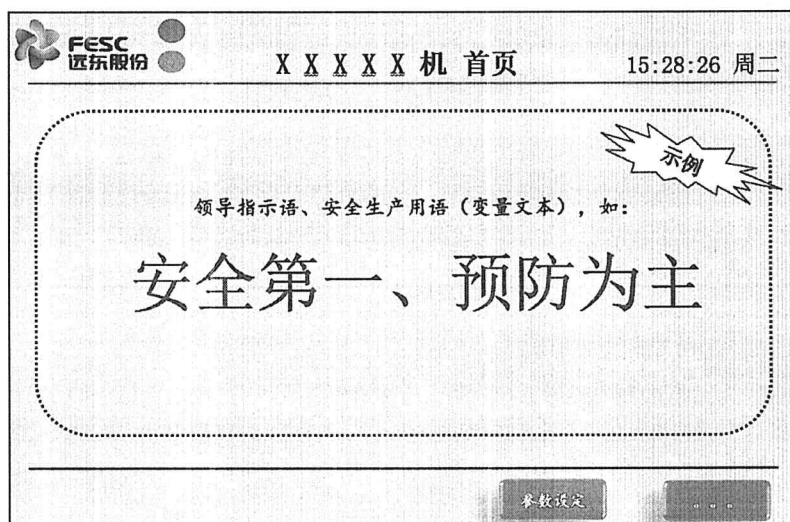 FESC
远东股份
X X X X X 机 首页
15:28:26 周二
示例
领导指示语、安全生产用语（变量文本），如：
安全第一、预防为主
参数设定
。。。